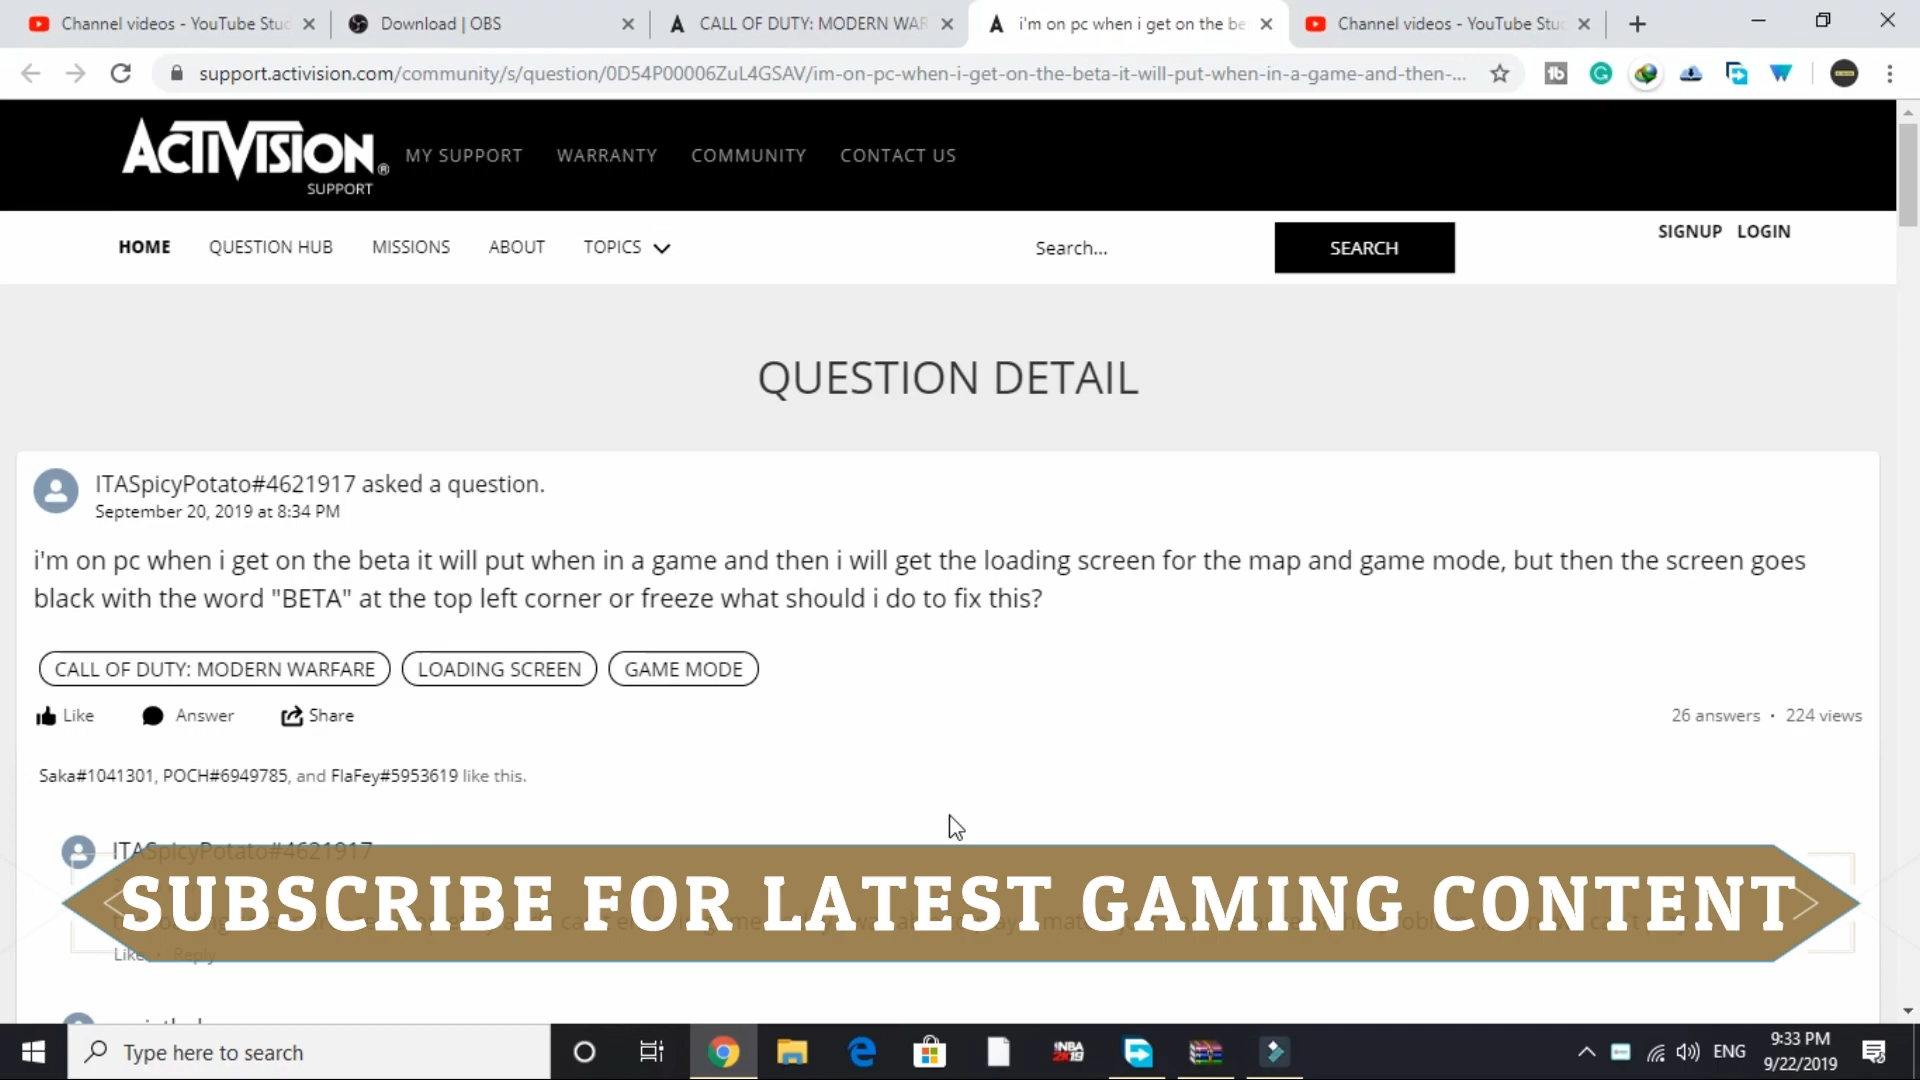 Channel videos - YouTube Stu
Download | OBS
CALL OF DUTY: MODERN WAR
i'm on pc when i get on the be
Channel videos - YouTube Stu
support.activision.com/community/s/question/0D54P00006ZuL4GSAV/im-on-pc-when-i-get-on-the-beta-it-will-put-when-in-a-game-and-then-...
ACTIVISION®
SUPPORT
MY SUPPORT
WARRANTY
COMMUNITY
CONTACT US
HOME
QUESTION HUB
MISSIONS
ABOUT
TOPICS
Search...
SEARCH
SIGNUP LOGIN
QUESTION DETAIL
ITASpicyPotato#4621917 asked a question.
September 20, 2019 at 8:34 PM
i'm on pc when i get on the beta it will put when in a game and then i will get the loading screen for the map and game mode, but then the screen goes
black with the word "BETA" at the top left corner or freeze what should i do to fix this?
CALL OF DUTY: MODERN WARFARE
LOADING SCREEN
GAME MODE
Like
Answer
Share
26 answers • 224 views
Saka#1041301, POCH#6949785, and FlaFey#5953619 like this.
ITASpicyPotato#4621917
SUBSCRIBE FOR LATEST GAMING CONTENT
Like · Reply
Type here to search
NBA
2K19
ENG
9:33 PM
9/22/2019